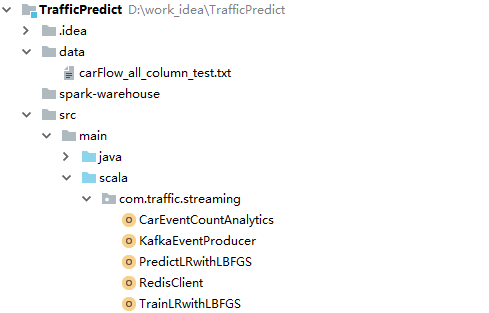 TrafficPredict D:\work_idea\TrafficPredict
.idea
data
carFlow_all_column_test.txt
spark-warehouse
src
main
java
scala
com.traffic.streaming
CarEventCountAnalytics
KafkaEventProducer
PredictLRwithLBFGS
RedisClient
TrainLRwithLBFGS